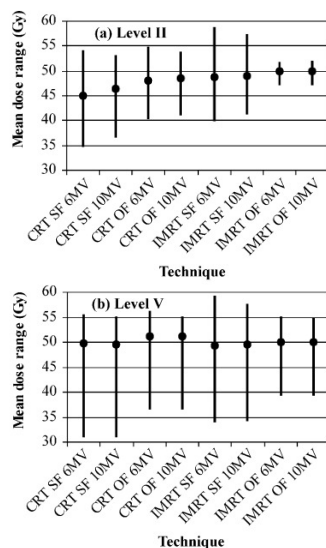 (a) Level II
Mean dose range (Gy)
60
55
50
45
40
35
30
CRT SF 6MV
CRT SF 10MV
CRT OF 6MV
CRT OF 10MV
IMRT SF 6MV
IMRT SF 10MV
IMRT OF 6MV
IMRT OF 10MV
Technique
(b) Level V
Mean dose range (Gy)
60
55
50
45
40
35
30
CRT SF 6MV
CRT SF 10MV
CRT OF 6MV
CRT OF 10MV
IMRT SF 6MV
IMRT SF 10MV
IMRT OF 6MV
IMRT OF 10MV
Technique